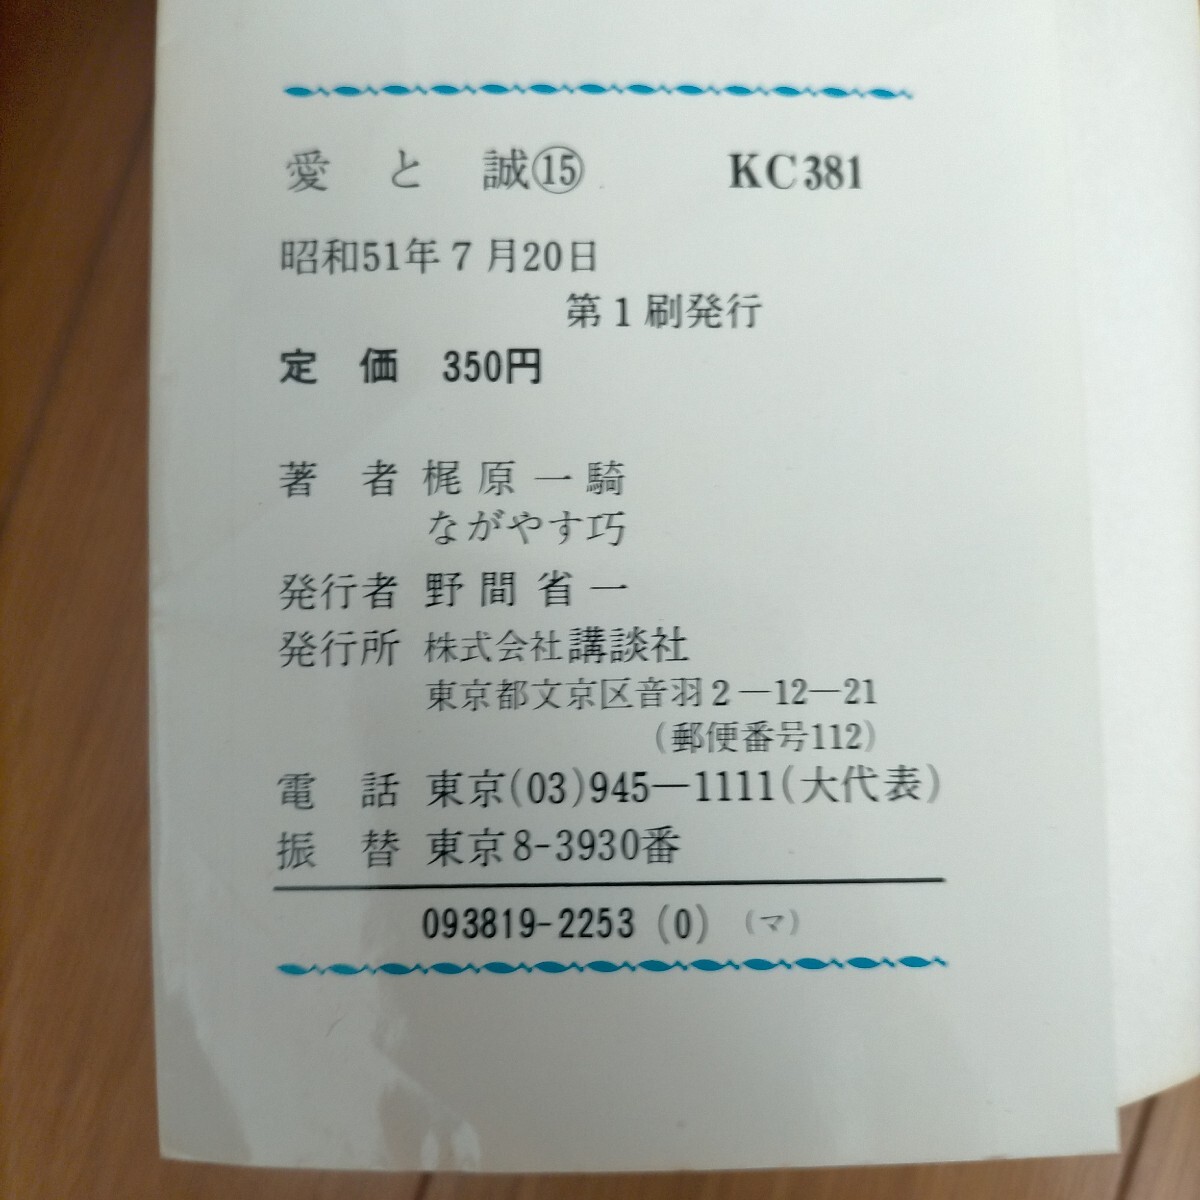 愛と誠⑮ KC381
昭和51年7月20日
第1刷発行
定価 350円
著者 梶原一騎
ながやす巧
発行者 野間省一
発行所 株式会社講談社
東京都文京区音羽2―12―21
(郵便番号112)
電話 東京(03)945―1111(大代表)
振替 東京8-3930番
093819-2253 (0) (マ)